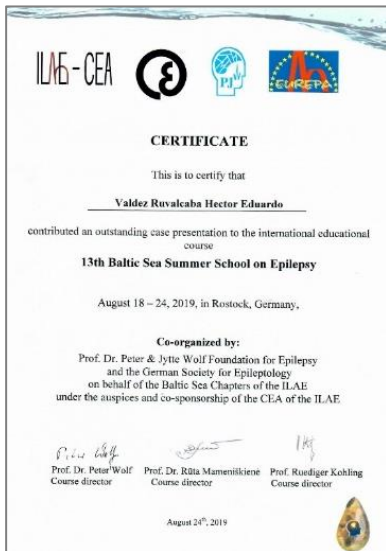 ILAE-CEA
PJ
EUREPA
CERTIFICATE
This is to certify that
Valdez Ruvalcaba Hector Eduardo
contributed an outstanding case presentation to the international educational
course
13th Baltic Sea Summer School on Epilepsy
August 18 – 24, 2019, in Rostock, Germany,
Co-organized by:
Prof. Dr. Peter & Jytte Wolf Foundation for Epilepsy
and the German Society for Epileptology
on behalf of the Baltic Sea Chapters of the ILAE
under the auspices and co-sponsorship of the CEA of the ILAE
Prof. Dr. Peter Wolf Prof. Dr. Rūta Mameniškienė Prof. Ruediger Kohling
Course director Course director Course director
August 24th, 2019